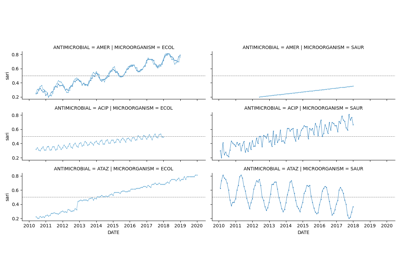 ANTIMICROBIAL = AMER | MICROORGANISM = ECOL
ANTIMICROBIAL = AMER | MICROORGANISM = SAUR
0.8
0.6
0.4
0.2
sari
ANTIMICROBIAL = ACIP | MICROORGANISM = ECOL
ANTIMICROBIAL = ACIP | MICROORGANISM = SAUR
0.8
0.6
0.4
0.2
sari
ANTIMICROBIAL = ATAZ | MICROORGANISM = ECOL
ANTIMICROBIAL = ATAZ | MICROORGANISM = SAUR
0.8
0.6
0.4
0.2
sari
2010 2011 2012 2013 2014 2015 2016 2017 2018 2019 2020
2010 2011 2012 2013 2014 2015 2016 2017 2018 2019 2020
DATE
DATE